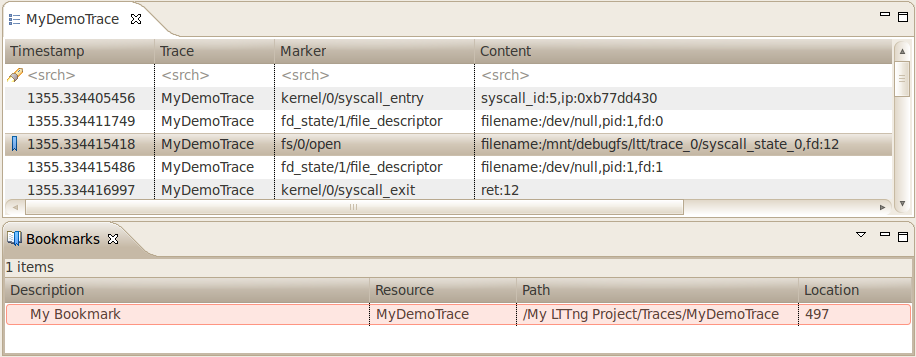 MyDemoTrace
Timestamp Trace Marker Content
<srch> <srch> <srch> <srch>
1355.334405456 MyDemoTrace kernel/0/syscall_entry syscall_id:5,ip:0xb77dd430
1355.334411749 MyDemoTrace fd_state/1/file_descriptor filename:/dev/null,pid:1,fd:0
1355.334415418 MyDemoTrace fs/0/open filename:/mnt/debugfs/ltt/trace_0/syscall_state_0,fd:12
1355.334415486 MyDemoTrace fd_state/1/file_descriptor filename:/dev/null,pid:1,fd:1
1355.334416997 MyDemoTrace kernel/0/syscall_exit ret:12
Bookmarks
1 items
Description Resource Path Location
My Bookmark MyDemoTrace /My LTTng Project/Traces/MyDemoTrace 497